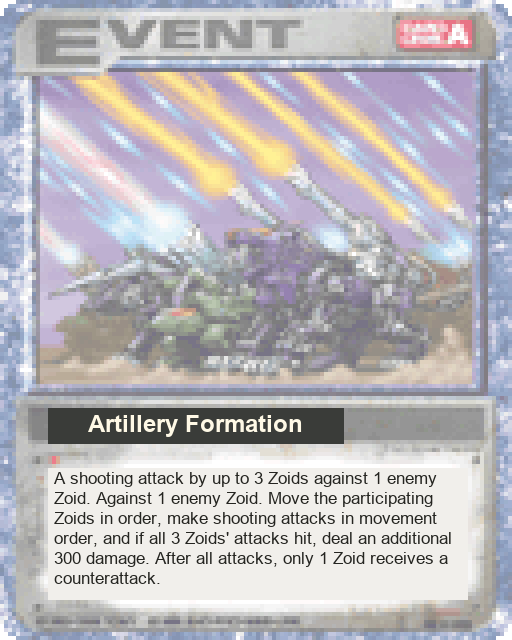 EVENT
CARD LEVEL A
Artillery Formation
A shooting attack by up to 3 Zoids against 1 enemy
Zoid. Against 1 enemy Zoid. Move the participating
Zoids in order, make shooting attacks in movement
order, and if all 3 Zoids' attacks hit, deal an additional
300 damage. After all attacks, only 1 Zoid receives a
counterattack.